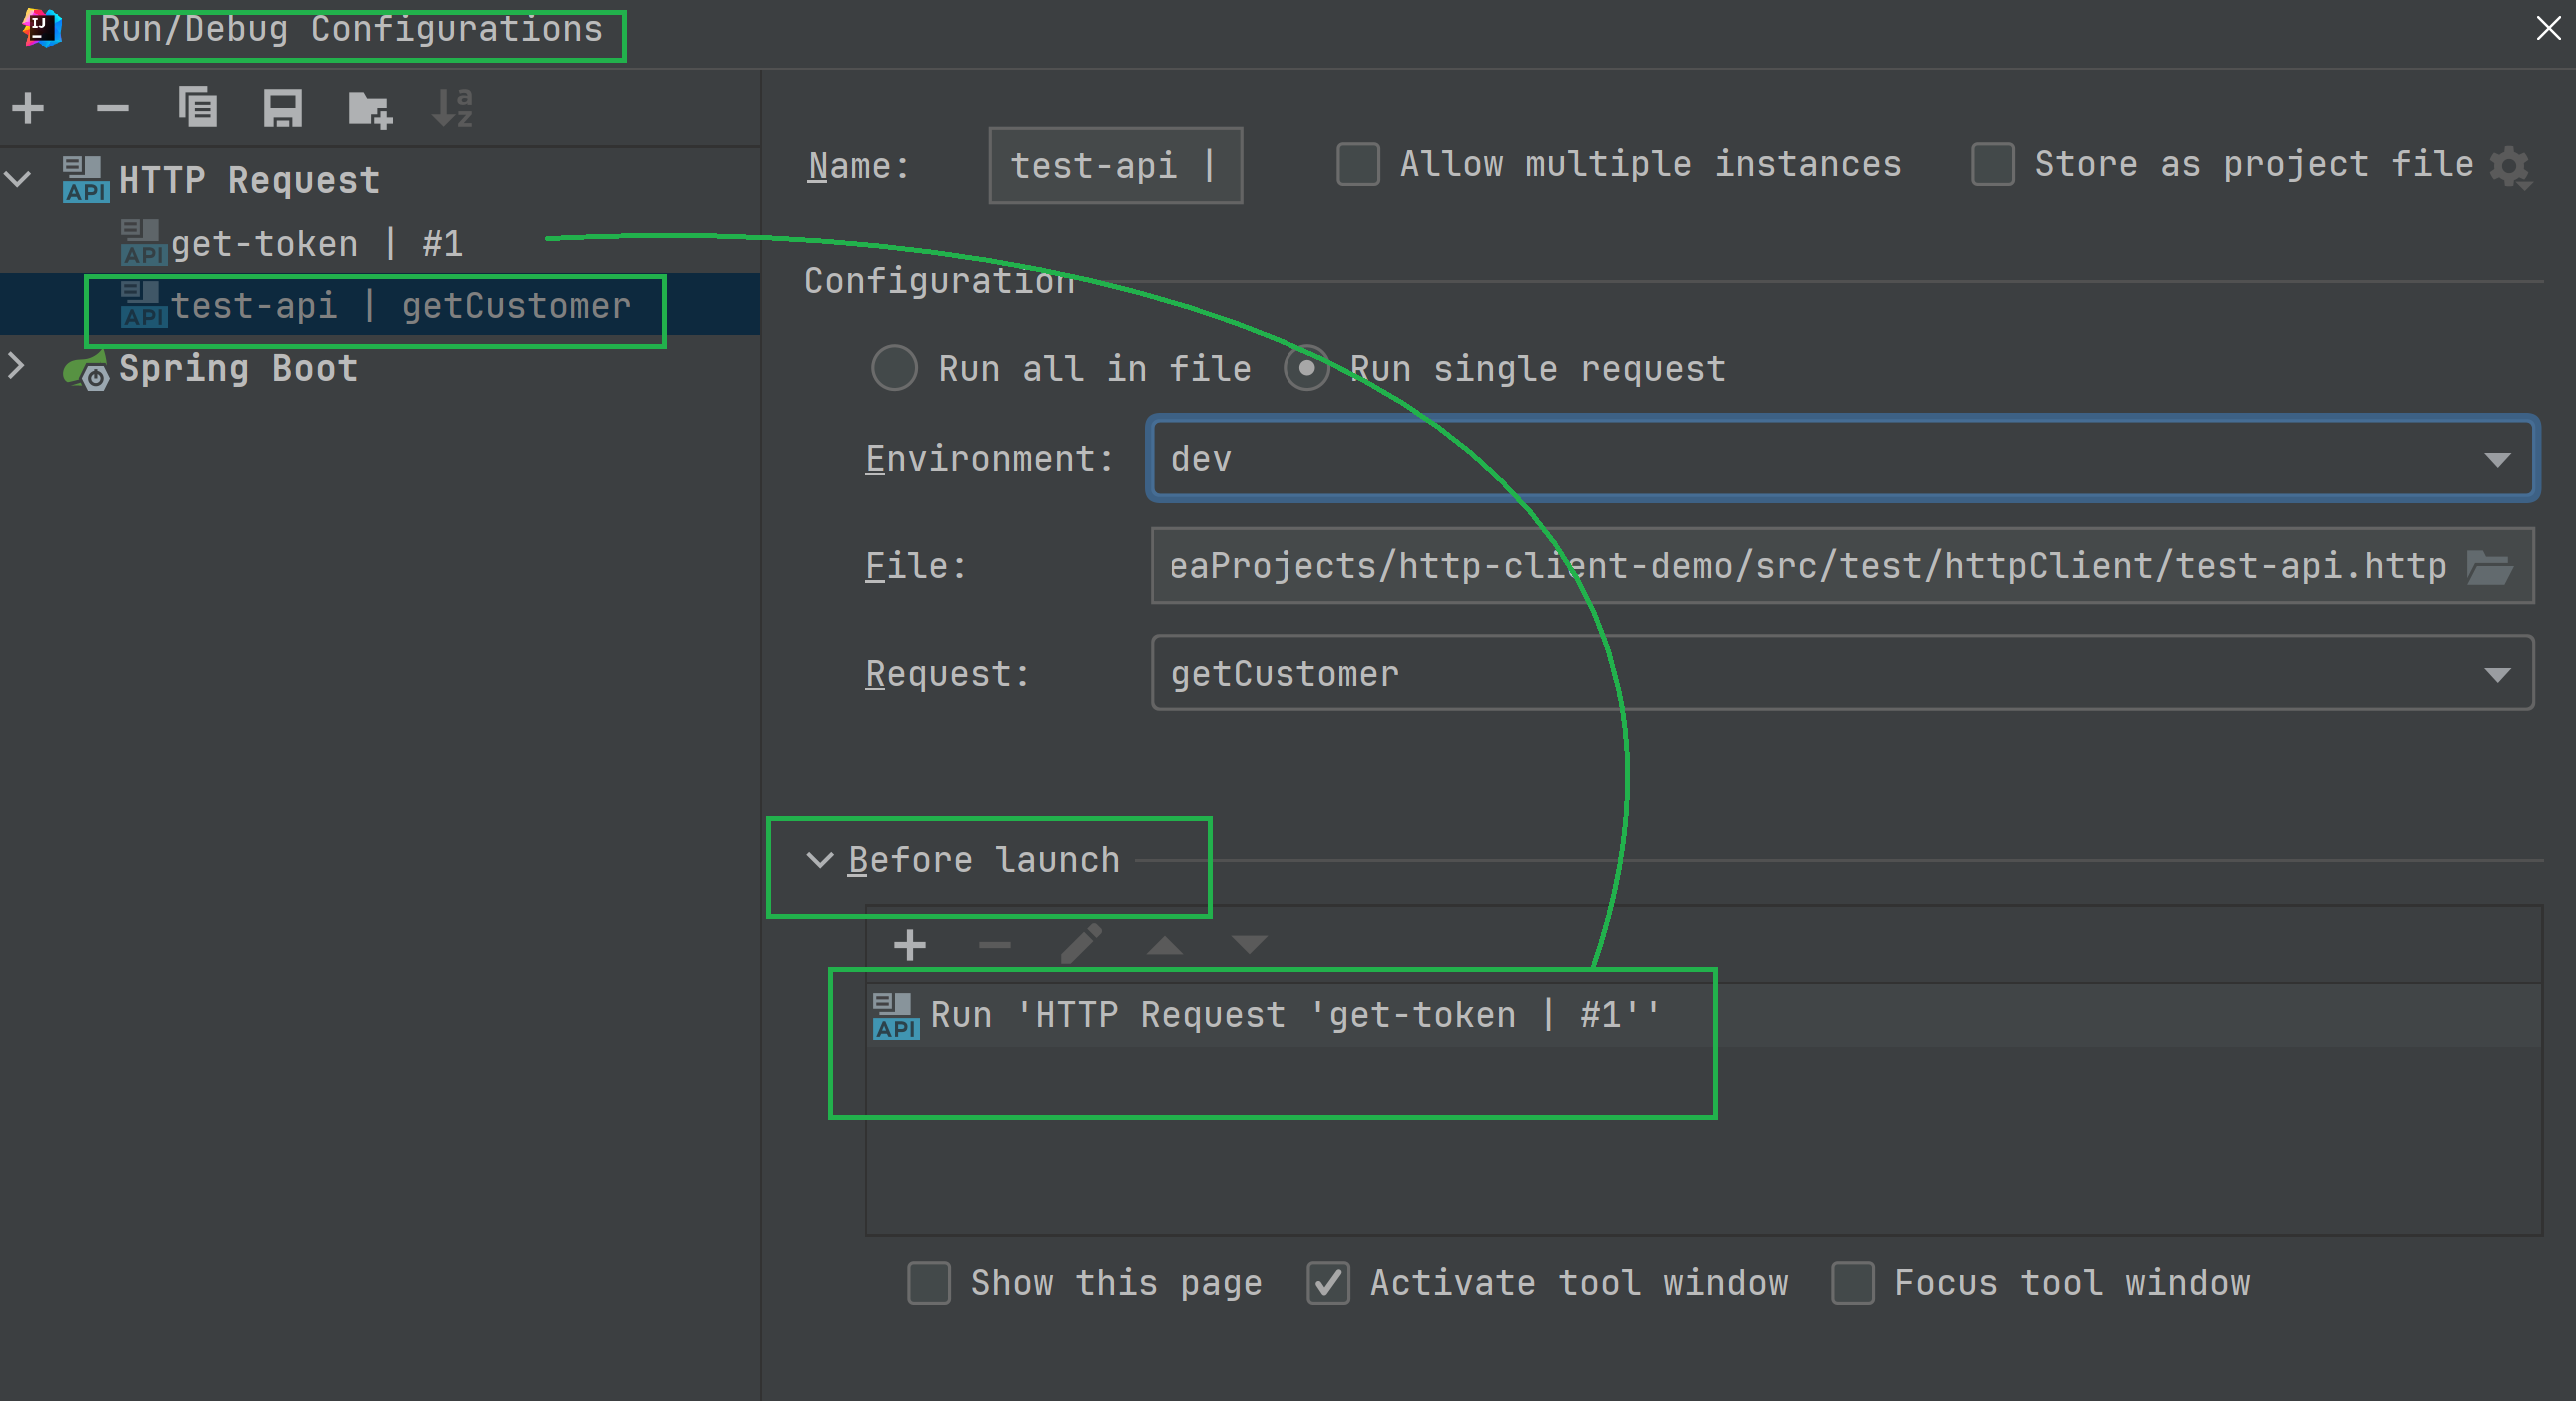 Run/Debug Configurations
HTTP Request
get-token | #1
test-api | getCustomer
Spring Boot
Name: test-api | Allow multiple instances Store as project file
Configuration
Run all in file Run single request
Environment: dev
File: eaProjects/http-client-demo/src/test/httpClient/test-api.http
Request: getCustomer
Before launch
Run 'HTTP Request 'get-token | #1''
Show this page Activate tool window Focus tool window